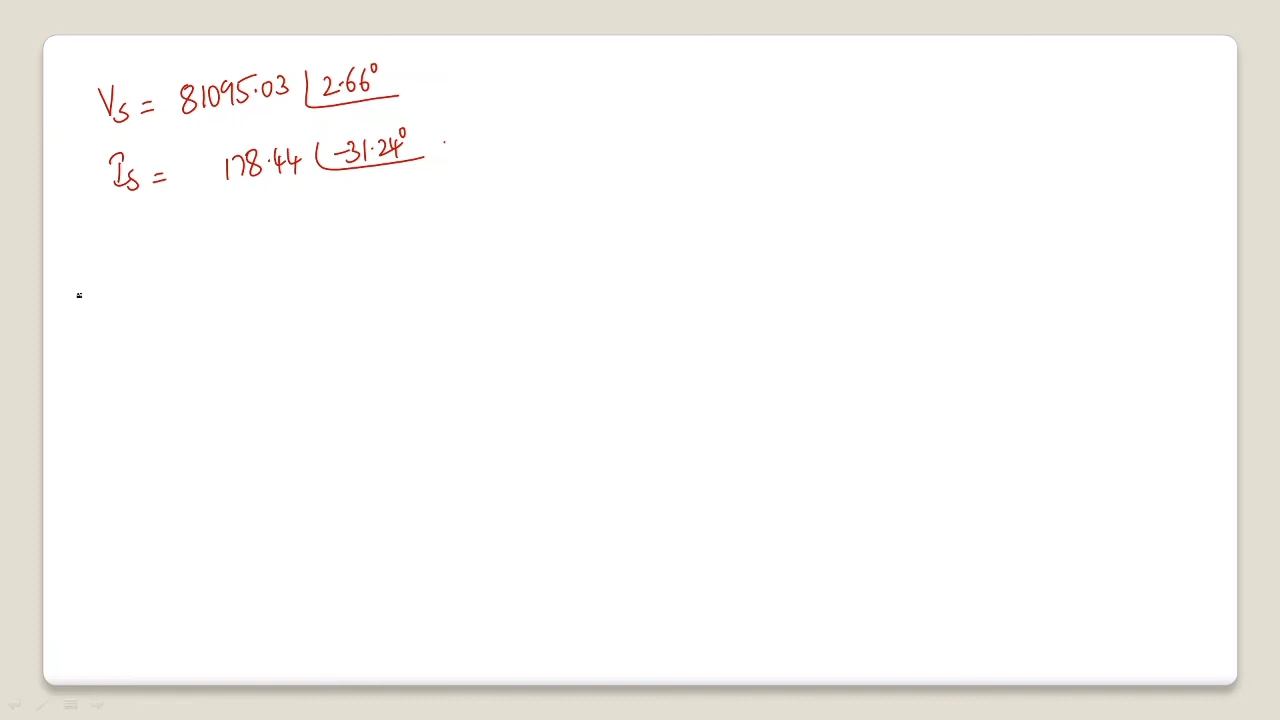 Vs = 81095.03 ∠2.66°
Is = 178.44 ∠-31.24°